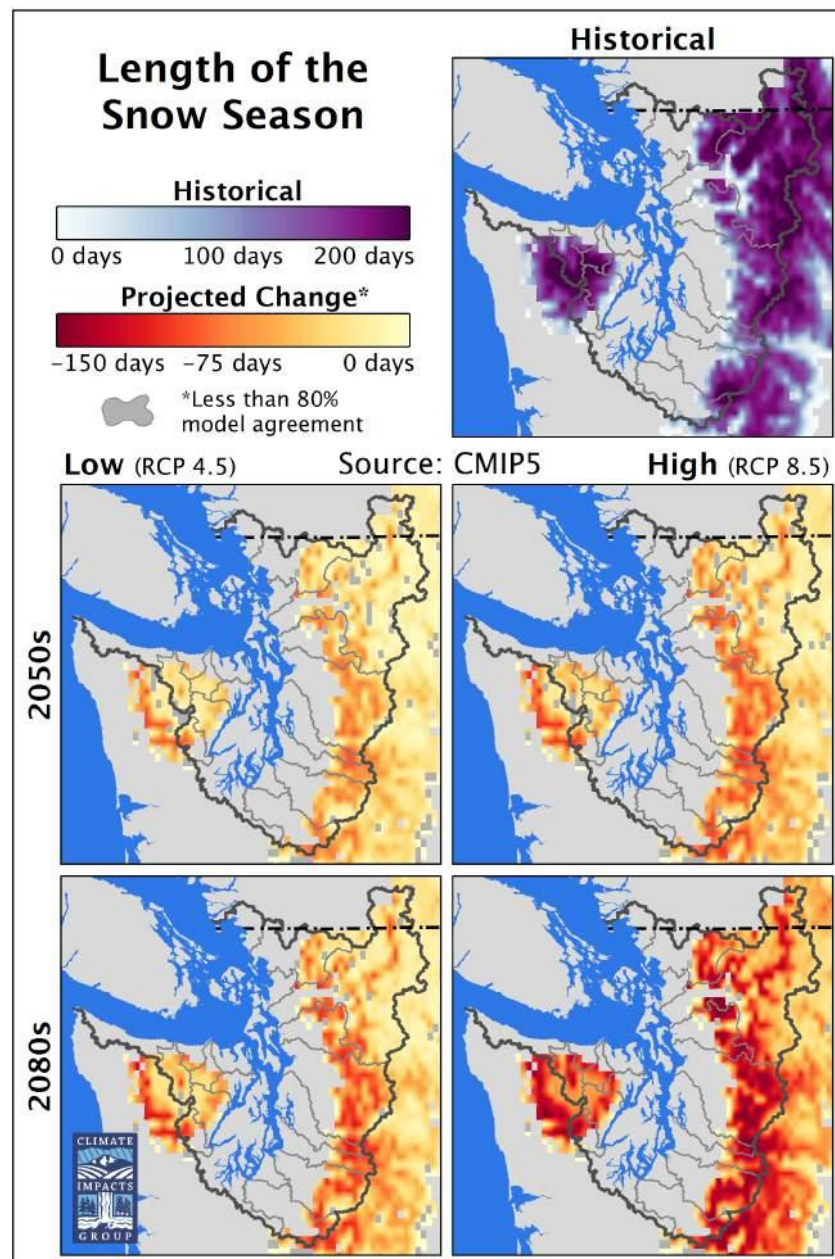 Length of the
Snow Season
Historical
0 days 100 days 200 days
Projected Change*
-150 days -75 days 0 days
*Less than 80%
model agreement
Historical
Low (RCP 4.5) Source: CMIP5 High (RCP 8.5)
2050s
2080s
CLIMATE
IMPACTS
GROUP